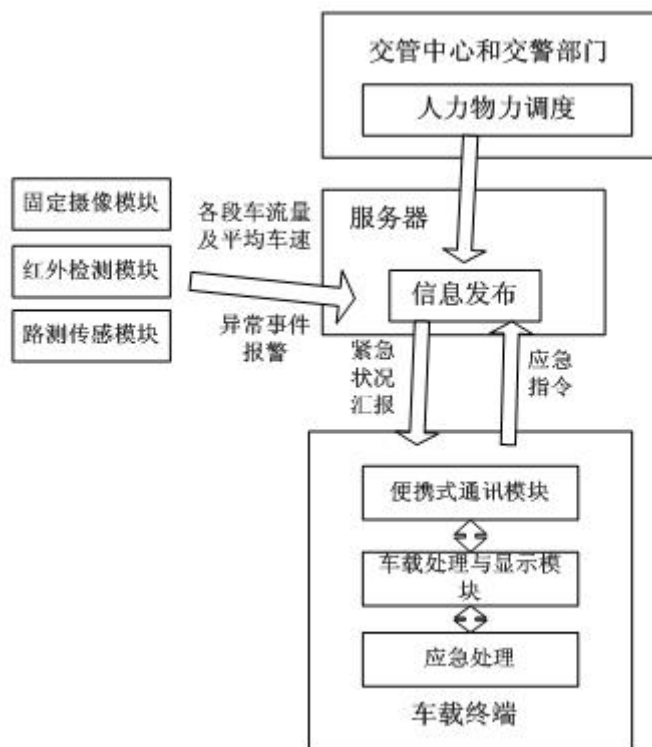 交管中心和交警部门
人力物力调度
固定摄像模块
红外检测模块
路测传感模块
各段车流量
及平均车速
异常事件
报警
服务器
信息发布
紧急
状况
汇报
应急
指令
便携式通讯模块
车载处理与显示模
块
应急处理
车载终端